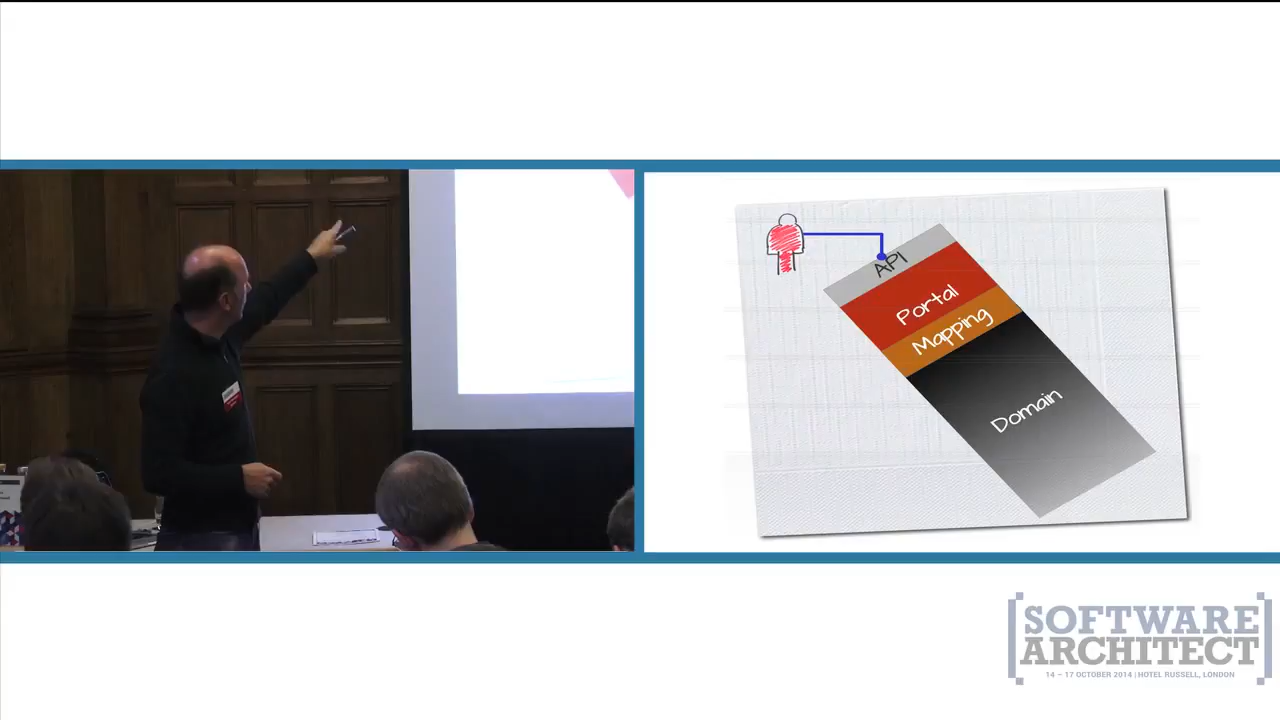 API
Portal
Mapping
Domain
SOFTWARE
ARCHITECT
14 – 17 OCTOBER 2014 | HOTEL RUSSELL, LONDON